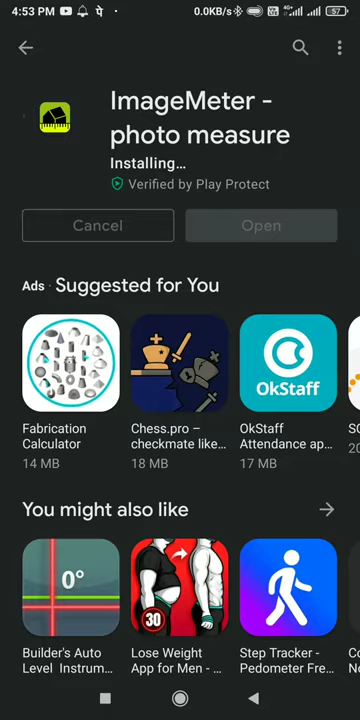 4:53 PM पे 0.0KB/s 4G+ 57
ImageMeter -
photo measure
Installing...
Verified by Play Protect
Cancel Open
Ads · Suggested for You
OkStaff
Fabrication Calculator
14 MB
Chess.pro – checkmate like...
18 MB
OkStaff Attendance ap...
17 MB
You might also like
0°
30
Builder's Auto Level Instrum...
Lose Weight App for Men - ...
Step Tracker - Pedometer Fre...